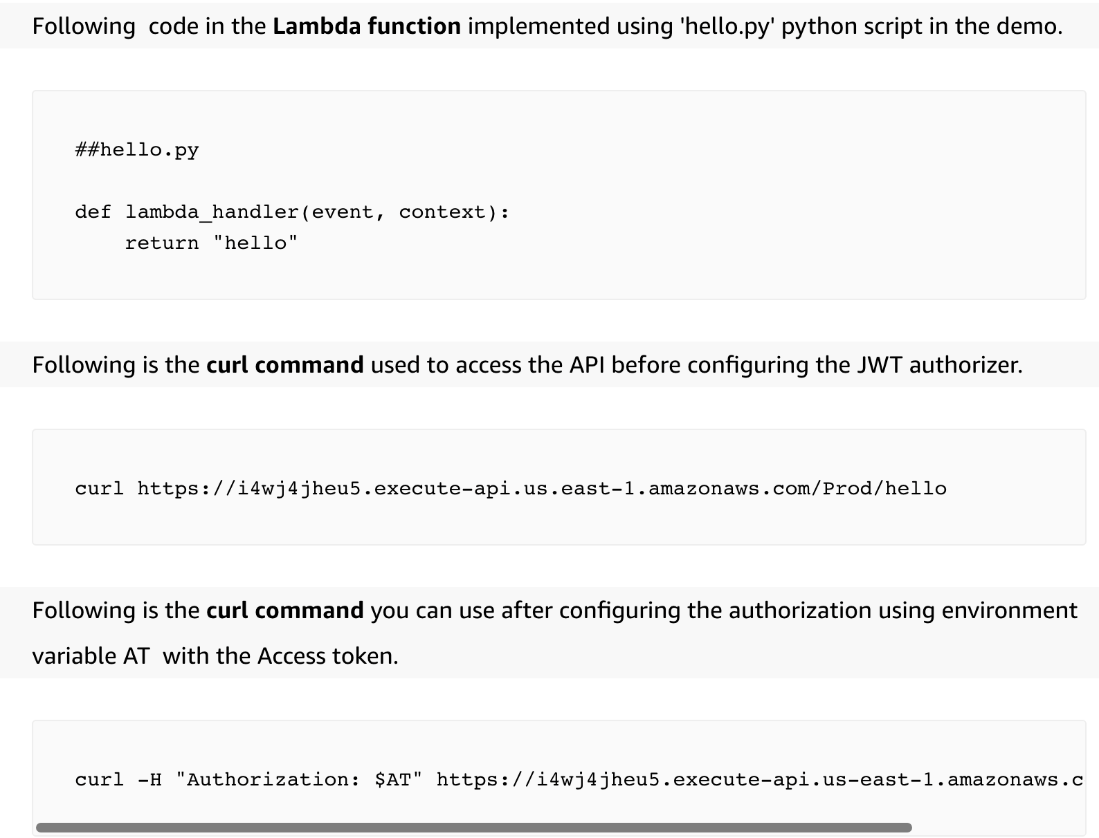 Following  code in the Lambda function implemented using 'hello.py' python script in the demo.
##hello.py
def lambda_handler(event, context):
    return "hello"
Following is the curl command used to access the API before configuring the JWT authorizer.
curl https://i4wj4jheu5.execute-api.us.east-1.amazonaws.com/Prod/hello
Following is the curl command you can use after configuring the authorization using environment
variable AT  with the Access token.
curl -H "Authorization: $AT" https://i4wj4jheu5.execute-api.us-east-1.amazonaws.c